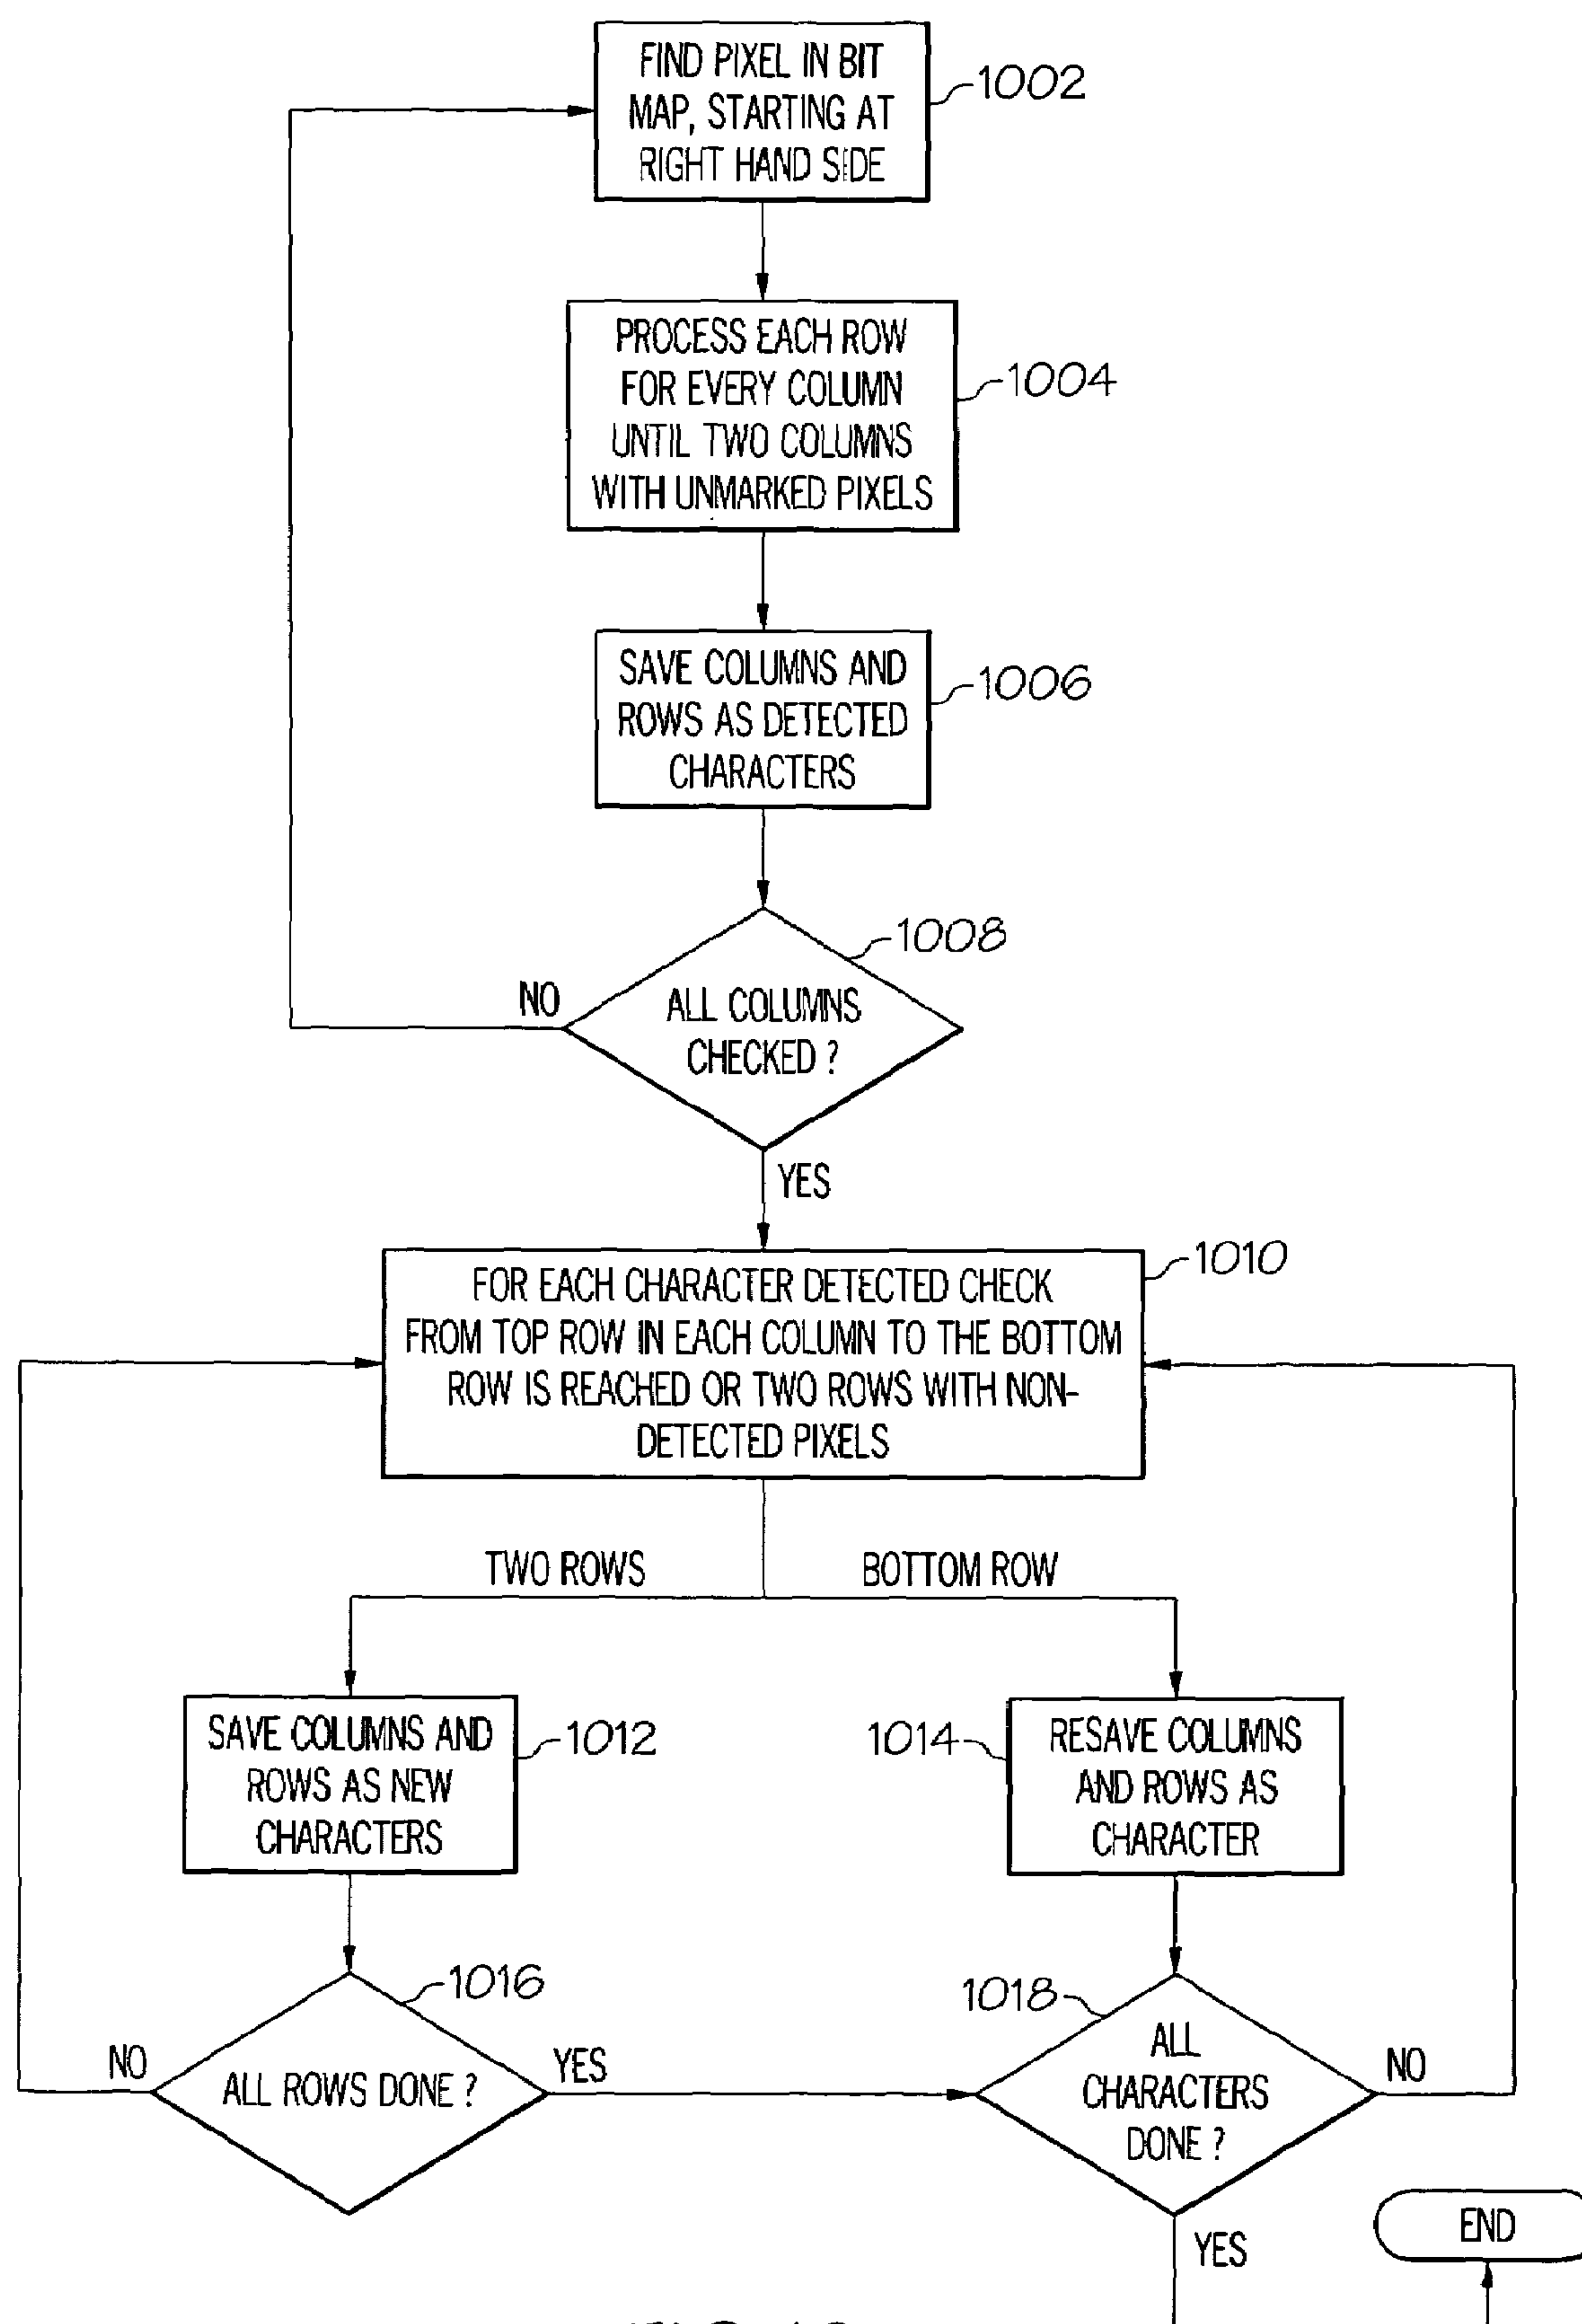 FIND PIXEL IN BIT
MAP, STARTING AT
RIGHT HAND SIDE
1002
PROCESS EACH ROW
FOR EVERY COLUMN
UNTIL TWO COLUMNS
WITH UNMARKED PIXELS
1004
SAVE COLUMNS AND
ROWS AS DETECTED
CHARACTERS
1006
1008
NO
ALL COLUMNS
CHECKED ?
YES
1010
FOR EACH CHARACTER DETECTED CHECK
FROM TOP ROW IN EACH COLUMN TO THE BOTTOM
ROW IS REACHED OR TWO ROWS WITH NON-
DETECTED PIXELS
TWO ROWS
BOTTOM ROW
SAVE COLUMNS AND
ROWS AS NEW
CHARACTERS
1012
1014
RESAVE COLUMNS
AND ROWS AS
CHARACTER
1016
NO
ALL ROWS DONE ?
YES
1018
ALL
CHARACTERS
DONE ?
NO
YES
END